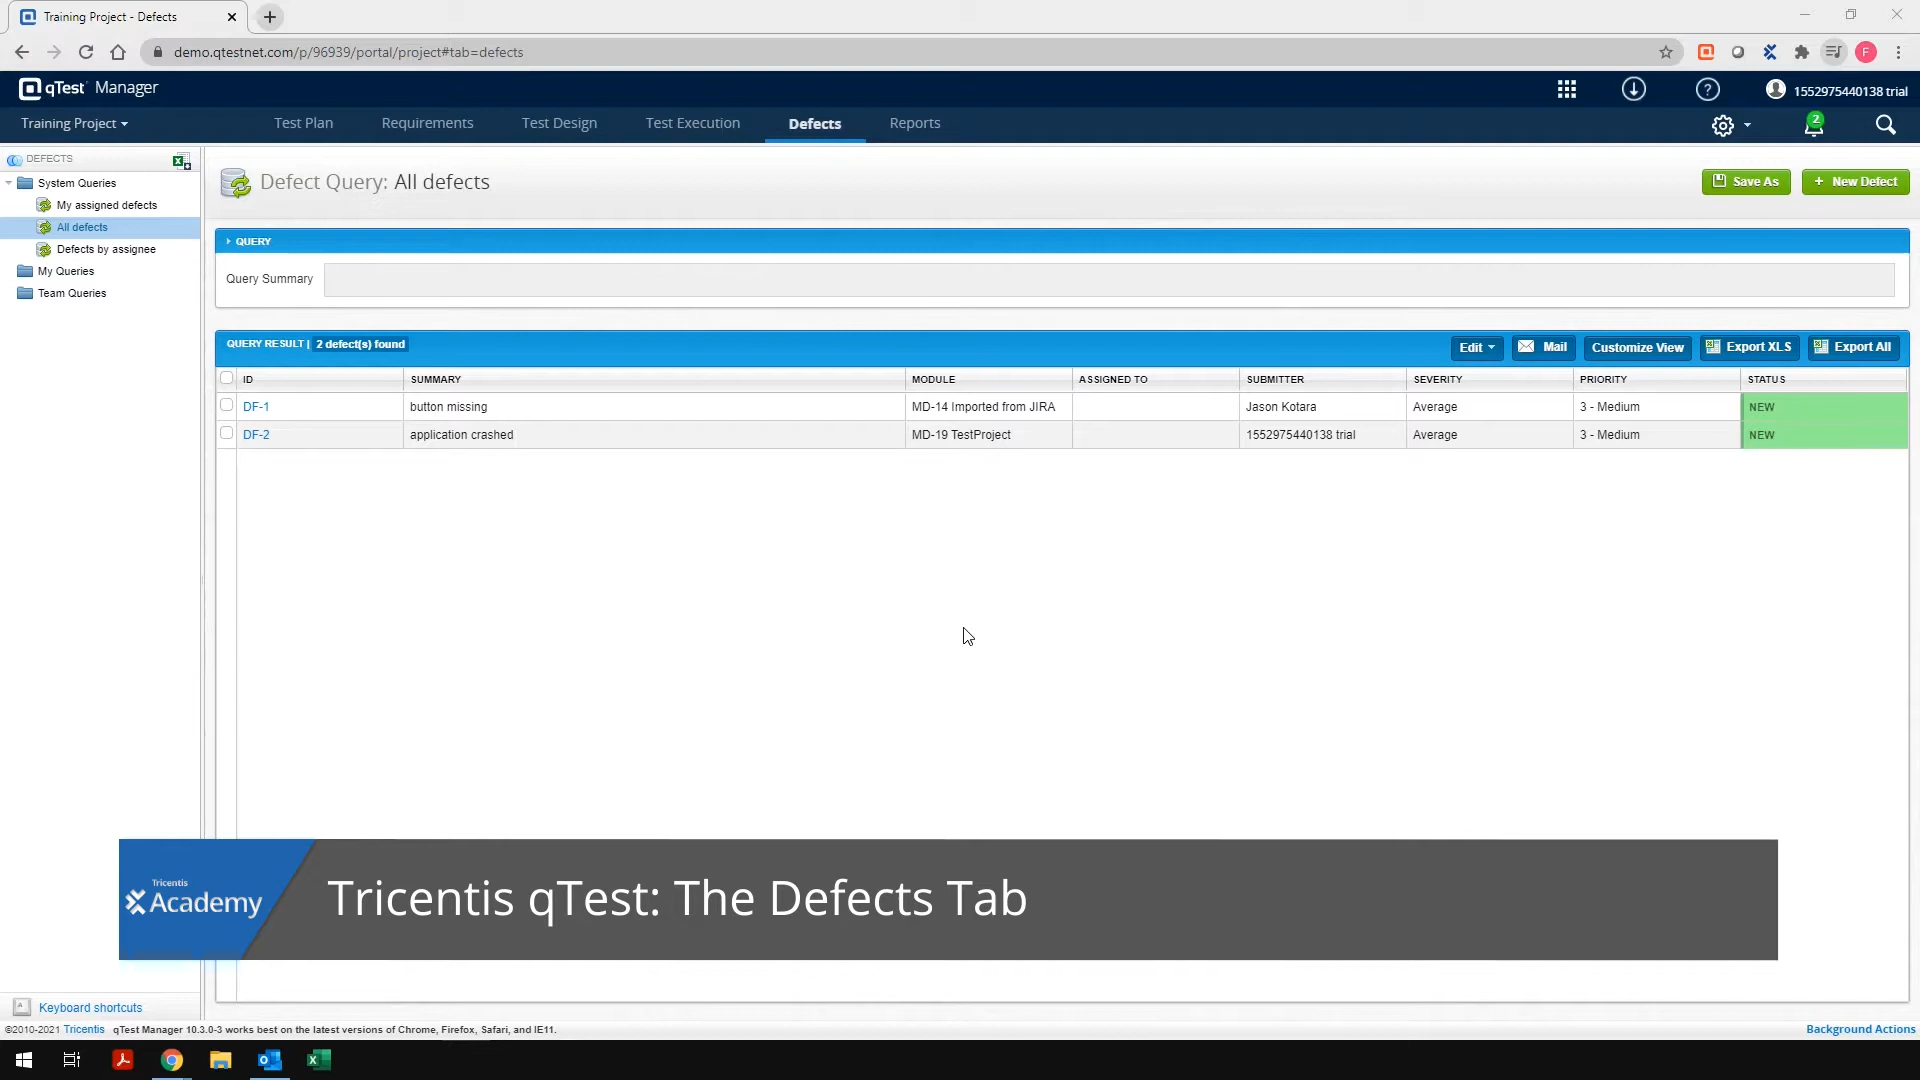 Training Project - Defects
demo.qtestnet.com/p/96939/portal/project#tab=defects
F
qTest Manager
1552975440138 trial
Training Project
Test Plan
Requirements
Test Design
Test Execution
Defects
Reports
2
DEFECTS
System Queries
My assigned defects
All defects
Defects by assignee
My Queries
Team Queries
Defect Query: All defects
Save As
+ New Defect
QUERY
Query Summary
QUERY RESULT | 2 defect(s) found
Edit
Mail
Customize View
Export XLS
Export All
ID SUMMARY MODULE ASSIGNED TO SUBMITTER SEVERITY PRIORITY STATUS
DF-1 button missing MD-14 Imported from JIRA Jason Kotara Average 3 - Medium NEW
DF-2 application crashed MD-19 TestProject 1552975440138 trial Average 3 - Medium NEW
Tricentis
Academy
Tricentis qTest: The Defects Tab
Keyboard shortcuts
©2010-2021 Tricentis qTest Manager 10.3.0-3 works best on the latest versions of Chrome, Firefox, Safari, and IE11.
Background Actions